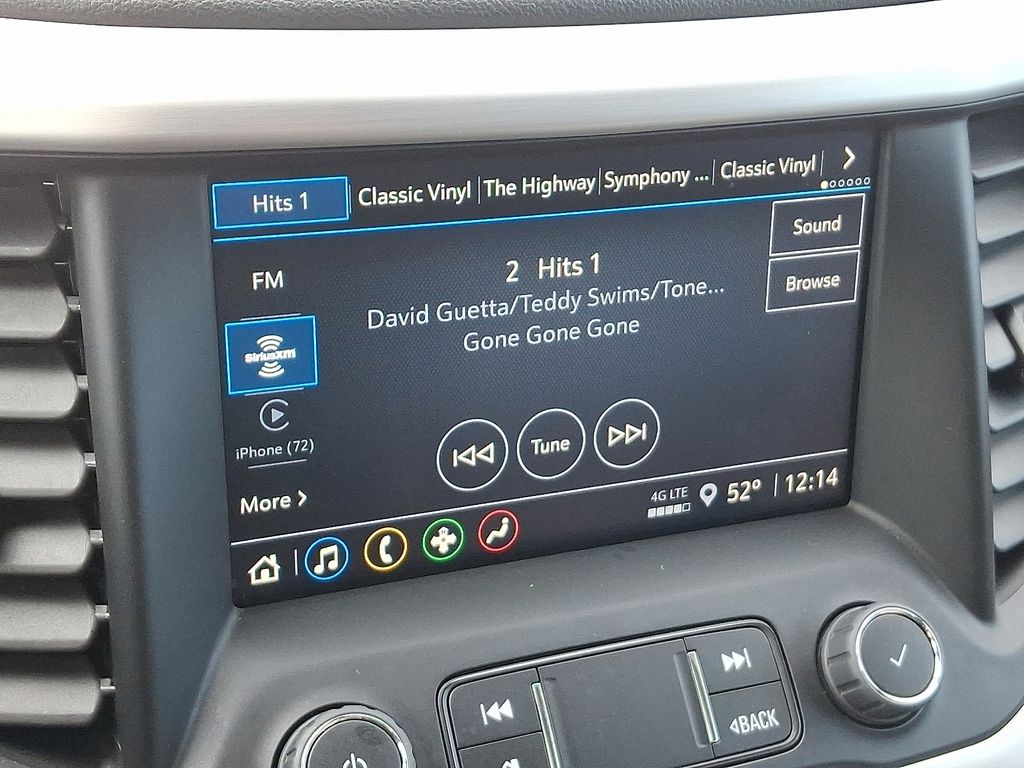 Hits 1
Classic Vinyl
The Highway
Symphony ...
Classic Vinyl
Sound
FM
2 Hits 1
Browse
David Guetta/Teddy Swims/Tone...
Gone Gone Gone
SiriusXM
iPhone (72)
Tune
More
4G LTE
52°
12:14
BACK